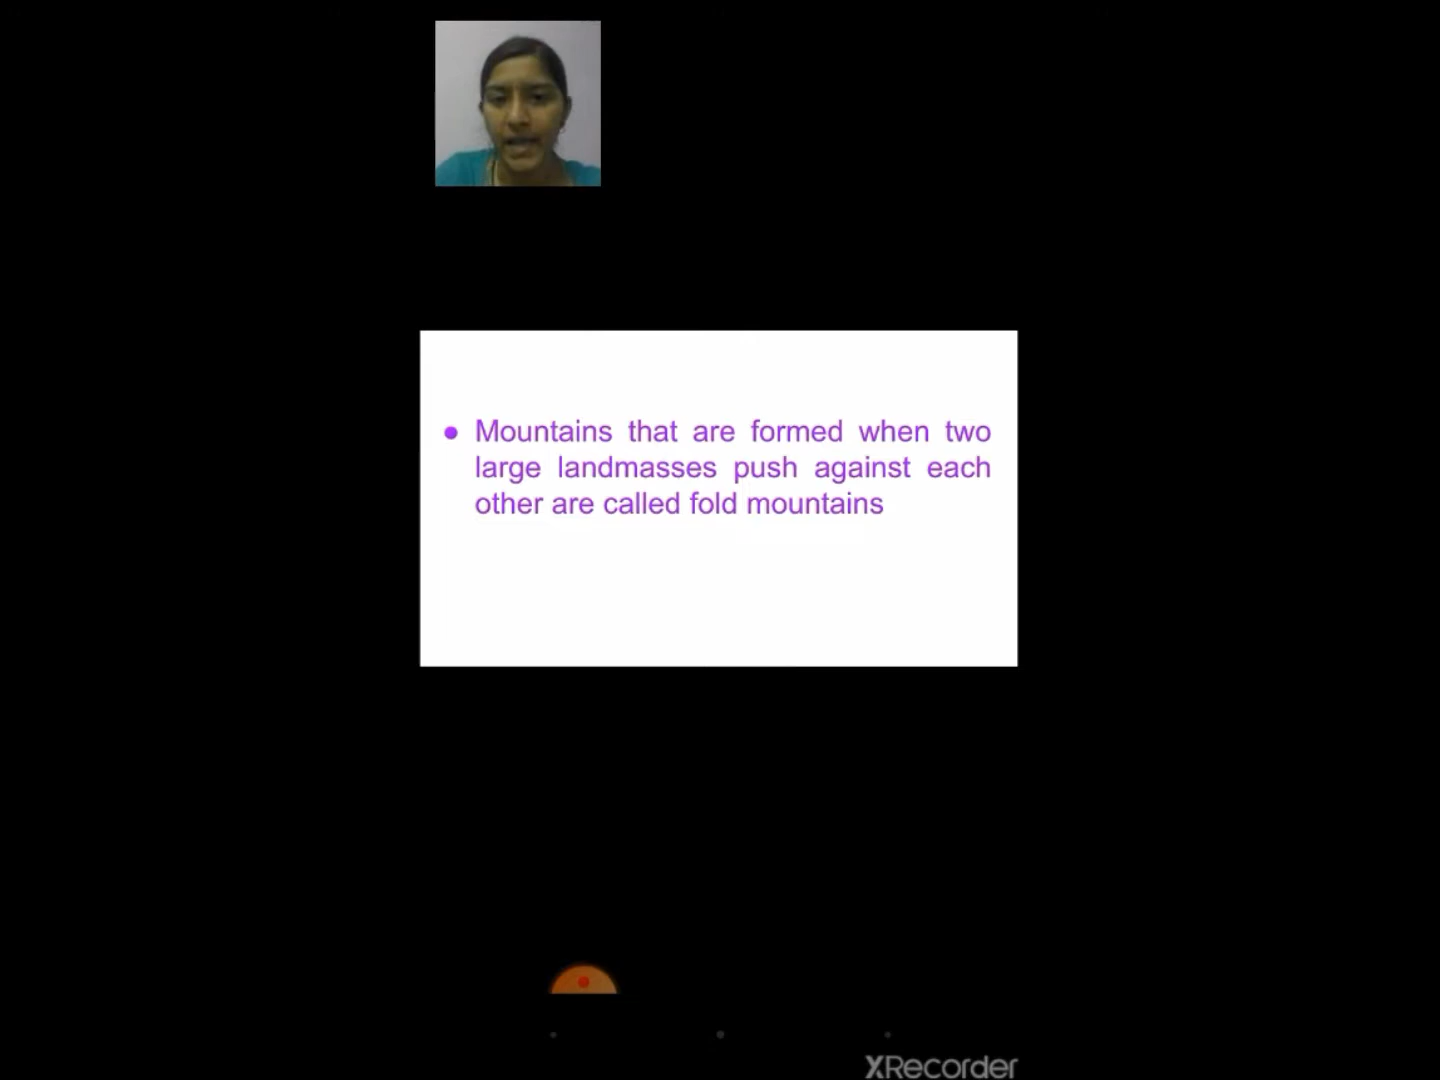 ● Mountains that are formed when two
large landmasses push against each
other are called fold mountains
XRecorder